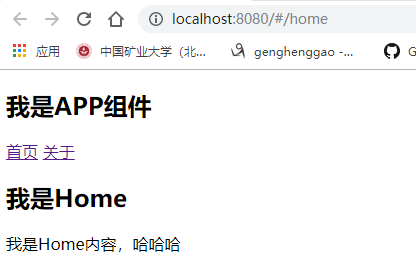 localhost:8080/#/home
应用 中国矿业大学（北... genghenggao -... G
我是APP组件
首页 关于
我是Home
我是Home内容，哈哈哈